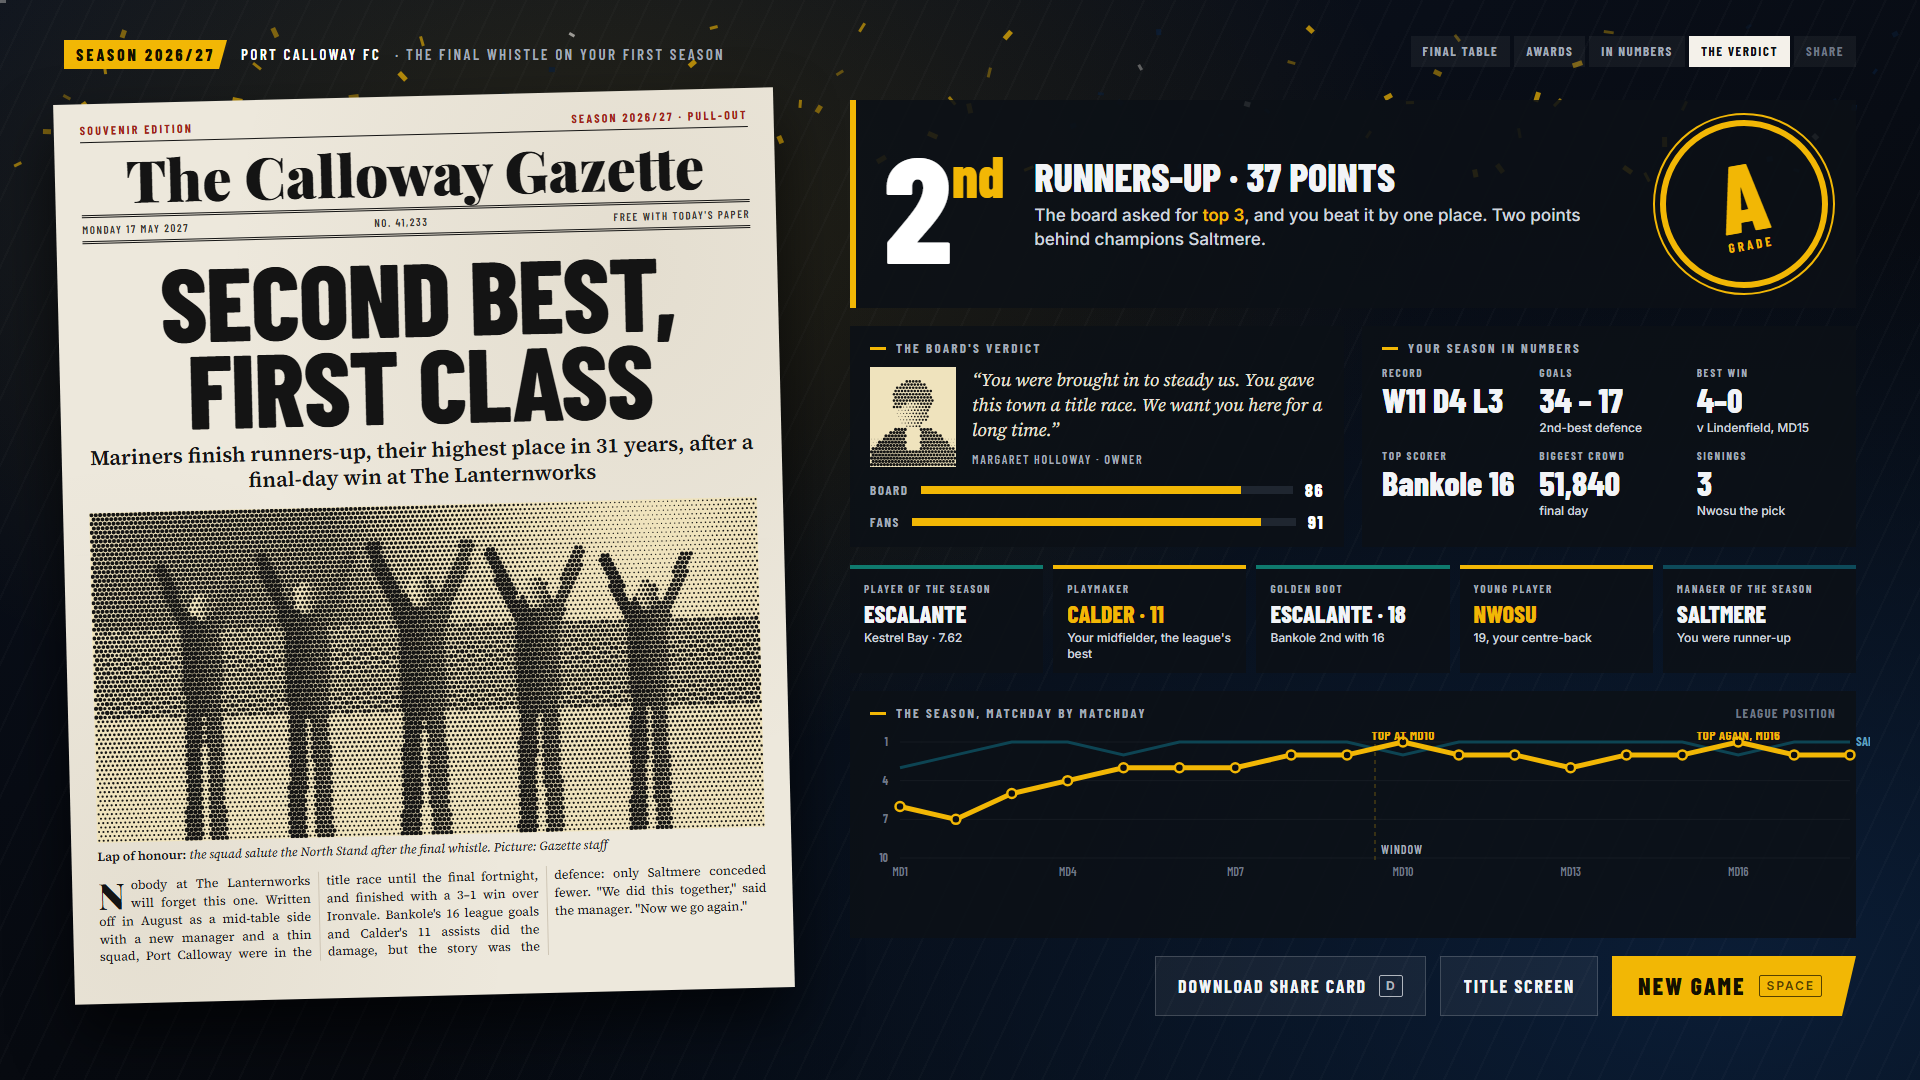 SEASON 2026/27
PORT CALLOWAY FC · THE FINAL WHISTLE ON YOUR FIRST SEASON
FINAL TABLE
AWARDS
IN NUMBERS
THE VERDICT
SHARE
SOUVENIR EDITION
SEASON 2026/27 · PULL-OUT
The Calloway Gazette
MONDAY 17 MAY 2027
NO. 41,233
FREE WITH TODAY'S PAPER
SECOND BEST,
FIRST CLASS
Mariners finish runners-up, their highest place in 31 years, after a
final-day win at The Lanternworks
Lap of honour: the squad salute the North Stand after the final whistle. Picture: Gazette staff
Nobody at The Lanternworks
will forget this one. Written
off in August as a mid-table side
with a new manager and a thin
squad, Port Calloway were in the
title race until the final fortnight,
and finished with a 3–1 win over
Ironvale. Bankole's 16 league goals
and Calder's 11 assists did the
damage, but the story was the
defence: only Saltmere conceded
fewer. "We did this together," said
the manager. "Now we go again."
2nd
RUNNERS-UP · 37 POINTS
The board asked for top 3, and you beat it by one place. Two points
behind champions Saltmere.
A
GRADE
THE BOARD'S VERDICT
“You were brought in to steady us. You gave
this town a title race. We want you here for a
long time.”
MARGARET HOLLOWAY · OWNER
BOARD 86
FANS 91
YOUR SEASON IN NUMBERS
RECORD
W11 D4 L3
GOALS
34 – 17
2nd-best defence
BEST WIN
4–0
v Lindenfield, MD15
TOP SCORER
Bankole 16
BIGGEST CROWD
51,840
final day
SIGNINGS
3
Nwosu the pick
PLAYER OF THE SEASON
ESCALANTE
Kestrel Bay · 7.62
PLAYMAKER
CALDER · 11
Your midfielder, the league's
best
GOLDEN BOOT
ESCALANTE · 18
Bankole 2nd with 16
YOUNG PLAYER
NWOSU
19, your centre-back
MANAGER OF THE SEASON
SALTMERE
You were runner-up
THE SEASON, MATCHDAY BY MATCHDAY
LEAGUE POSITION
TOP AT MD10
TOP AGAIN, MD16
SAL
1
4
7
10
WINDOW
MD1
MD4
MD7
MD10
MD13
MD16
DOWNLOAD SHARE CARD D
TITLE SCREEN
NEW GAME SPACE